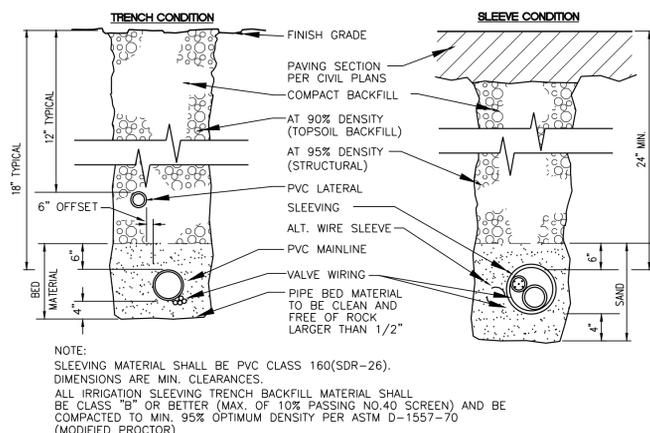 TRENCH CONDITION
SLEEVE CONDITION
FINISH GRADE
PAVING SECTION
PER CIVIL PLANS
COMPACT BACKFILL
AT 90% DENSITY
(TOPSOIL BACKFILL)
AT 95% DENSITY
(STRUCTURAL)
PVC LATERAL
SLEEVING
ALT. WIRE SLEEVE
PVC MAINLINE
VALVE WIRING
PIPE BED MATERIAL
TO BE CLEAN AND
FREE OF ROCK
LARGER THAN 1/2"
18" TYPICAL
12" TYPICAL
6" OFFSET
BED
MATERIAL
6"
4"
24" MIN.
6"
SAND
4"
NOTE:
SLEEVING MATERIAL SHALL BE PVC CLASS 160(SDR-26).
DIMENSIONS ARE MIN. CLEARANCES.
ALL IRRIGATION SLEEVING TRENCH BACKFILL MATERIAL SHALL
BE CLASS "B" OR BETTER (MAX. OF 10% PASSING NO.40 SCREEN) AND BE
COMPACTED TO MIN. 95% OPTIMUM DENSITY PER ASTM D-1557-70
(MODIFIED PROCTOR)